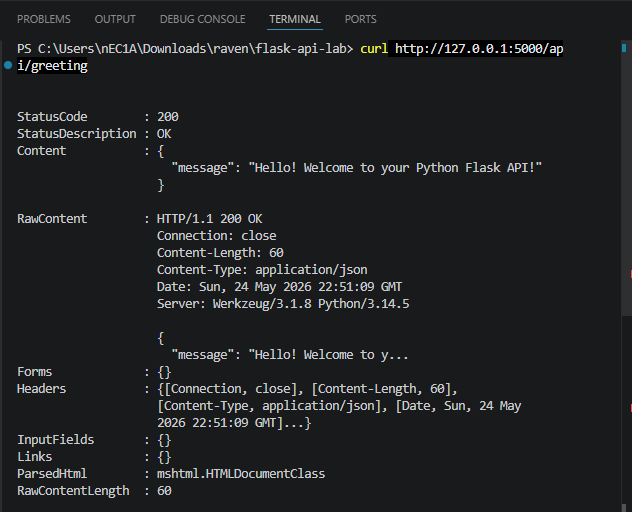 PROBLEMS OUTPUT DEBUG CONSOLE TERMINAL PORTS
PS C:\Users\nEC1A\Downloads\raven\flask-api-lab> curl http://127.0.0.1:5000/ap
i/greeting
StatusCode        : 200
StatusDescription : OK
Content           : {
                      "message": "Hello! Welcome to your Python Flask API!"
                    }
RawContent        : HTTP/1.1 200 OK
                    Connection: close
                    Content-Length: 60
                    Content-Type: application/json
                    Date: Sun, 24 May 2026 22:51:09 GMT
                    Server: Werkzeug/3.1.8 Python/3.14.5
                    {
                      "message": "Hello! Welcome to y...
Forms             : {}
Headers           : {[Connection, close], [Content-Length, 60],
                    [Content-Type, application/json], [Date, Sun, 24 May
                    2026 22:51:09 GMT]...}
InputFields       : {}
Links             : {}
ParsedHtml        : mshtml.HTMLDocumentClass
RawContentLength  : 60